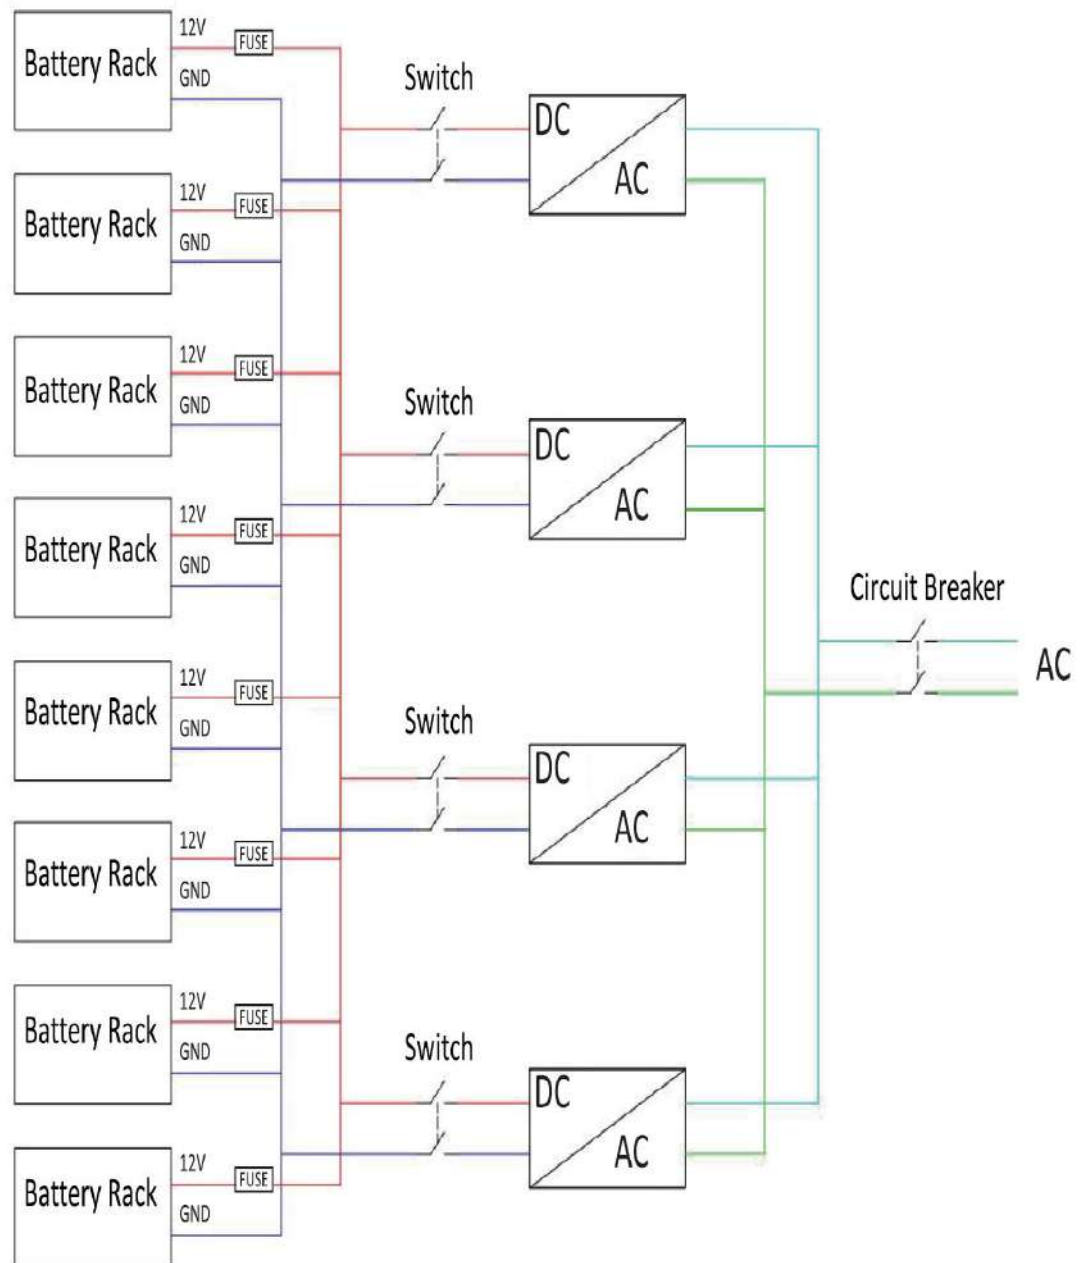 12V
FUSE
Battery Rack
GND
Switch
DC
AC
12V
FUSE
Battery Rack
GND
12V
FUSE
Battery Rack
GND
Switch
DC
AC
12V
FUSE
Battery Rack
GND
Circuit Breaker
AC
12V
FUSE
Battery Rack
GND
Switch
DC
AC
12V
FUSE
Battery Rack
GND
12V
FUSE
Battery Rack
GND
Switch
DC
AC
12V
FUSE
Battery Rack
GND